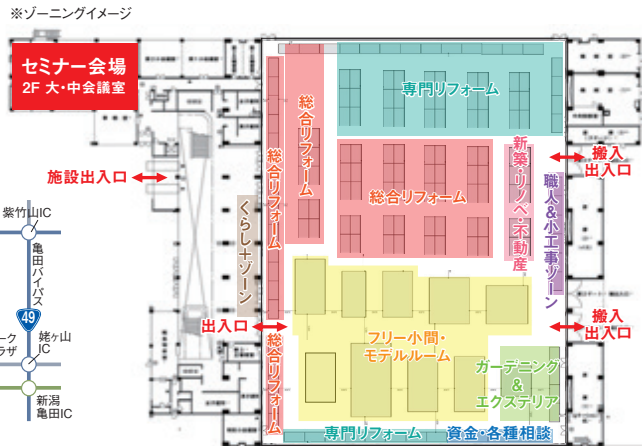 ※ゾーニングイメージ
セミナー会場
2F 大・中会議室
施設出入口
紫竹山IC
亀田バイパス
49
姥ヶ山
IC
ーク
ラザ
新潟
亀田IC
専門リフォーム
総合リフォーム
総合リフォーム
総合リフォーム
新築・リノベ・不動産
職人&小工事ゾーン
搬入
出入口
くらし+ゾーン
出入口
総合リフォーム
フリー小間・
モデルルーム
搬入
出入口
ガーデニング
&
エクステリア
専門リフォーム
資金・各種相談